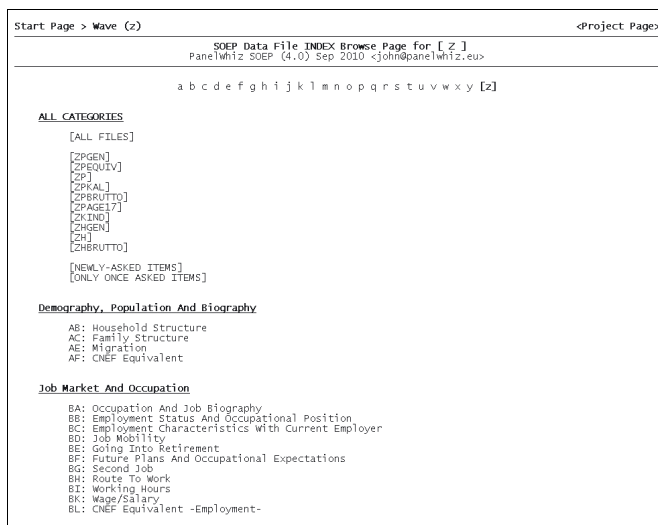 Start Page > Wave (z) <Project Page>
SOEP Data File INDEX Browse Page for [ Z ]
PanelWhiz SOEP (4.0) Sep 2010 <john@panelwhiz.eu>
a b c d e f g h i j k l m n o p q r s t u v w x y [z]
ALL CATEGORIES
[ALL FILES]
[ZPGEN]
[ZPEQUIV]
[ZP]
[ZPKAL]
[ZPBRUTTO]
[ZPAGE17]
[ZKIND]
[ZHGEN]
[ZH]
[ZHBRUTTO]
[NEWLY-ASKED ITEMS]
[ONLY ONCE ASKED ITEMS]
Demography, Population And Biography
AB: Household Structure
AC: Family Structure
AE: Migration
AF: CNEF Equivalent
Job Market And Occupation
BA: Occupation And Job Biography
BB: Employment Status And Occupational Position
BC: Employment Characteristics With Current Employer
BD: Job Mobility
BE: Going Into Retirement
BF: Future Plans And Occupational Expectations
BG: Second Job
BH: Route To Work
BI: Working Hours
BK: Wage/Salary
BL: CNEF Equivalent -Employment-